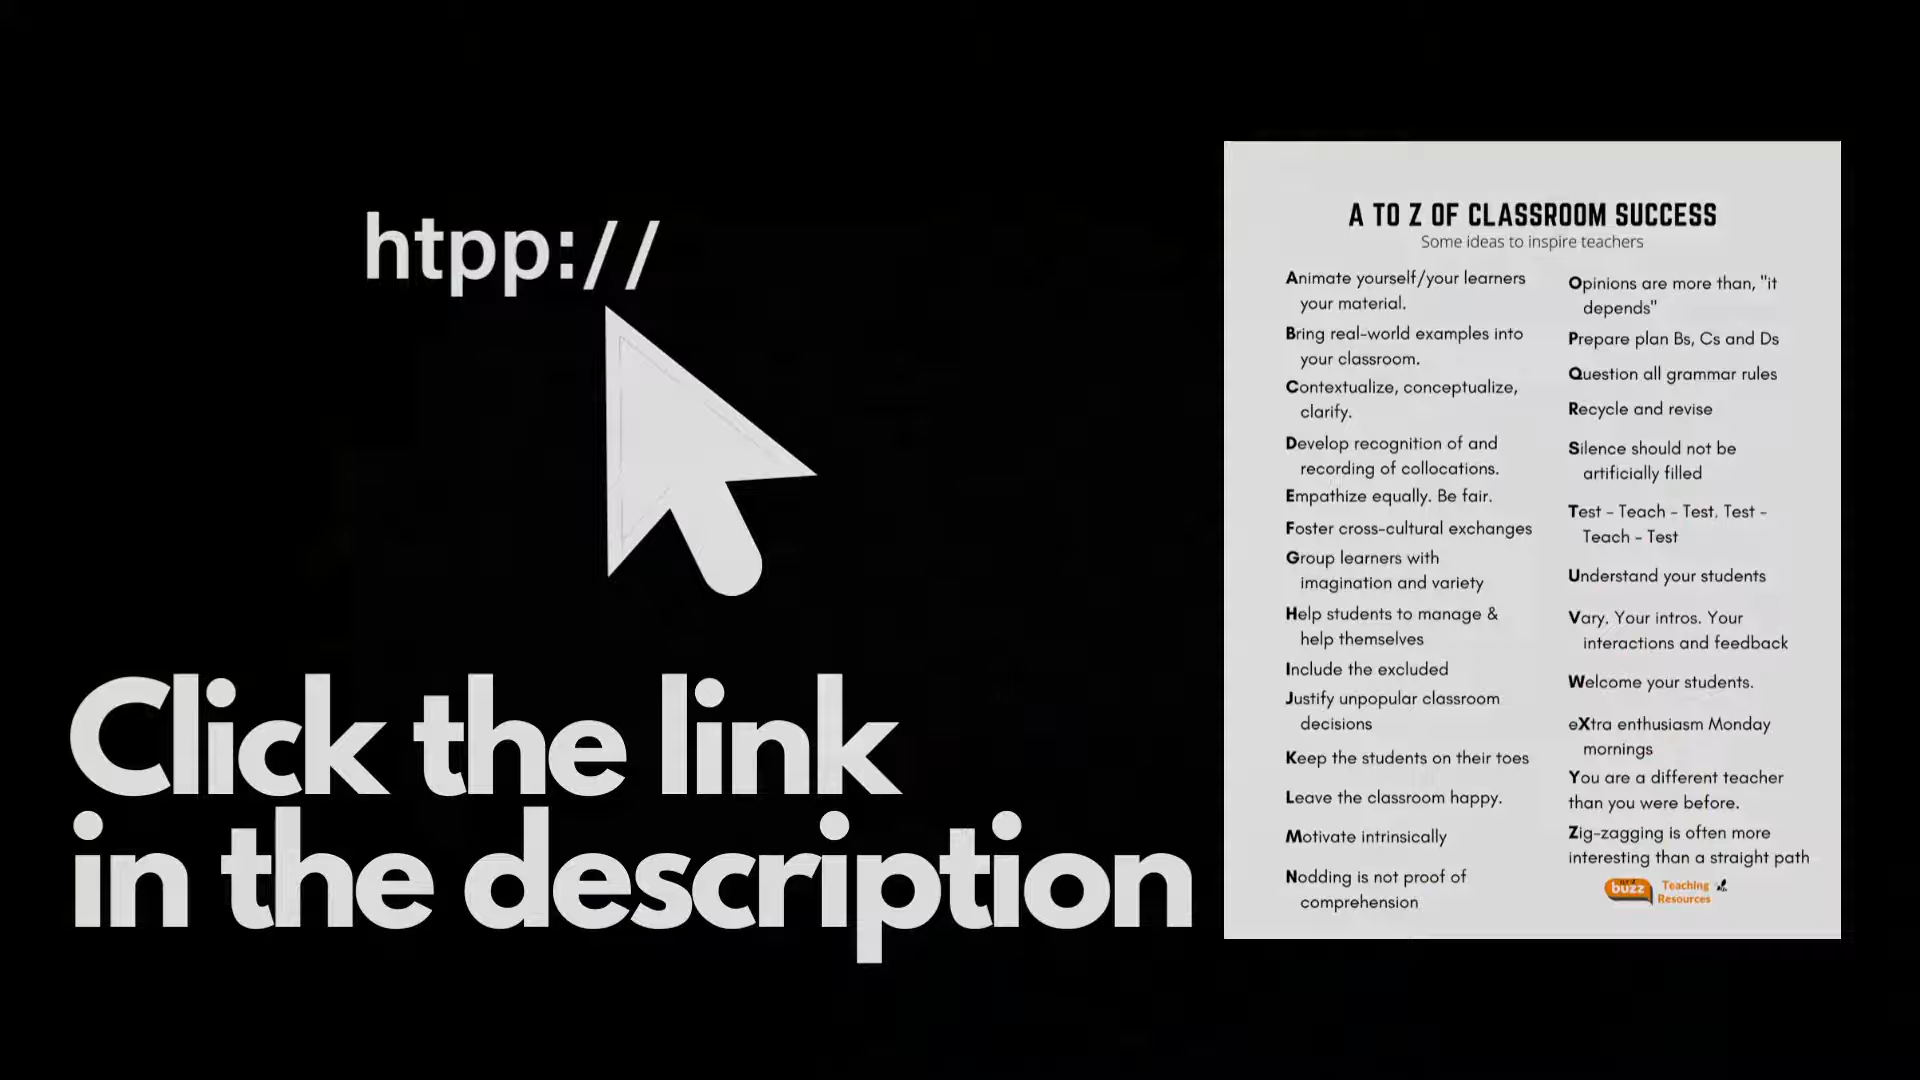 htpp://
Click the link
in the description
A TO Z OF CLASSROOM SUCCESS
Some ideas to inspire teachers
Animate yourself/your learners
your material.
Bring real-world examples into
your classroom.
Contextualize, conceptualize,
clarify.
Develop recognition of and
recording of collocations.
Empathize equally. Be fair.
Foster cross-cultural exchanges
Group learners with
imagination and variety
Help students to manage &
help themselves
Include the excluded
Justify unpopular classroom
decisions
Keep the students on their toes
Leave the classroom happy.
Motivate intrinsically
Nodding is not proof of
comprehension
Opinions are more than, "it
depends"
Prepare plan Bs, Cs and Ds
Question all grammar rules
Recycle and revise
Silence should not be
artificially filled
Test - Teach - Test. Test -
Teach - Test
Understand your students
Vary. Your intros. Your
interactions and feedback
Welcome your students.
eXtra enthusiasm Monday
mornings
You are a different teacher
than you were before.
Zig-zagging is often more
interesting than a straight path
buzz
Teaching
Resources